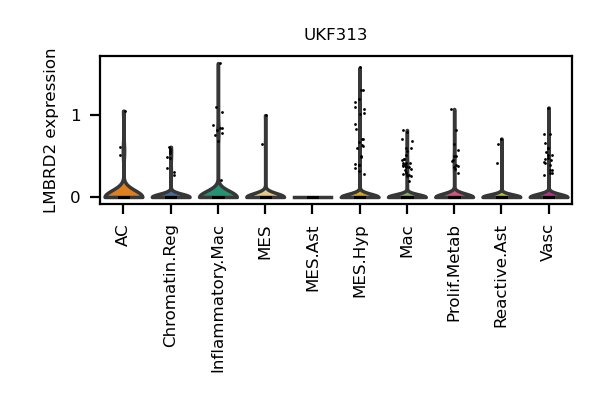 UKF313
LMBRD2 expression
1
0
AC
Chromatin.Reg
Inflammatory.Mac
MES
MES.Ast
MES.Hyp
Mac
Prolif.Metab
Reactive.Ast
Vasc